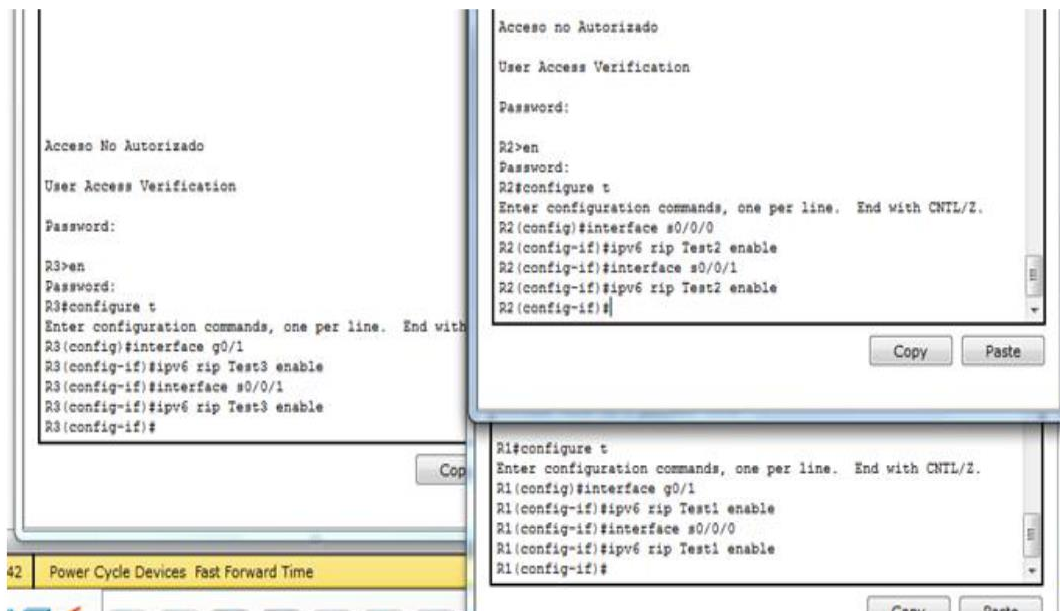 Acceso No Autorizado
User Access Verification
Password:
R3>en
Password:
R3#configure t
Enter configuration commands, one per line. End with
R3(config)#interface g0/1
R3(config-if)#ipv6 rip Test3 enable
R3(config-if)#interface s0/0/1
R3(config-if)#ipv6 rip Test3 enable
R3(config-if)#
Cop
Acceso no Autorizado
User Access Verification
Password:
R2>en
Password:
R2#configure t
Enter configuration commands, one per line. End with CNTL/Z.
R2(config)#interface s0/0/0
R2(config-if)#ipv6 rip Test2 enable
R2(config-if)#interface s0/0/1
R2(config-if)#ipv6 rip Test2 enable
R2(config-if)#
Copy Paste
R1#configure t
Enter configuration commands, one per line. End with CNTL/Z.
R1(config)#interface g0/1
R1(config-if)#ipv6 rip Test1 enable
R1(config-if)#interface s0/0/0
R1(config-if)#ipv6 rip Test1 enable
R1(config-if)#
Copy Paste
42 Power Cycle Devices Fast Forward Time